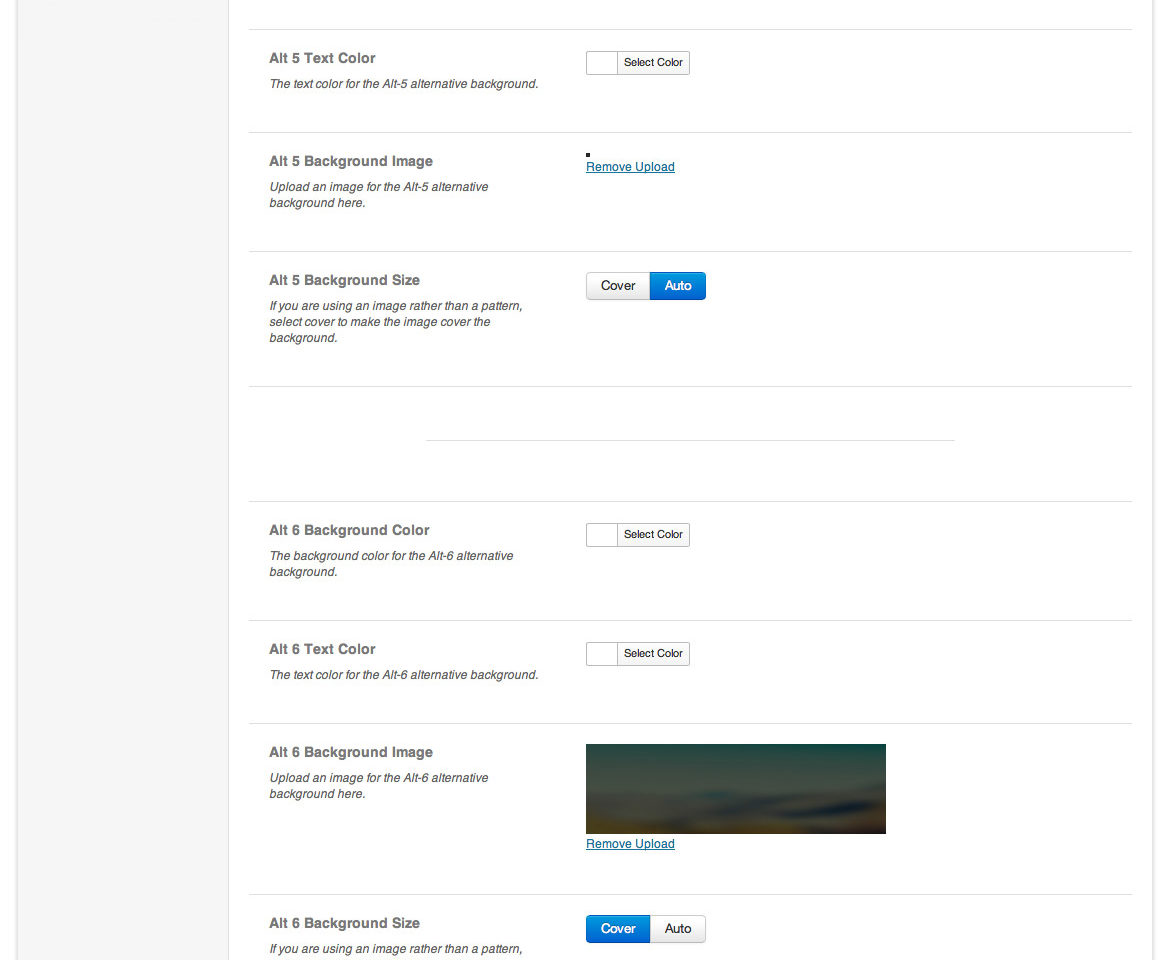 Alt 5 Text Color
Select Color
The text color for the Alt-5 alternative background.
Alt 5 Background Image
Remove Upload
Upload an image for the Alt-5 alternative
background here.
Alt 5 Background Size
Cover Auto
If you are using an image rather than a pattern,
select cover to make the image cover the
background.
Alt 6 Background Color
Select Color
The background color for the Alt-6 alternative
background.
Alt 6 Text Color
Select Color
The text color for the Alt-6 alternative background.
Alt 6 Background Image
Upload an image for the Alt-6 alternative
background here.
Remove Upload
Alt 6 Background Size
Cover Auto
If you are using an image rather than a pattern,